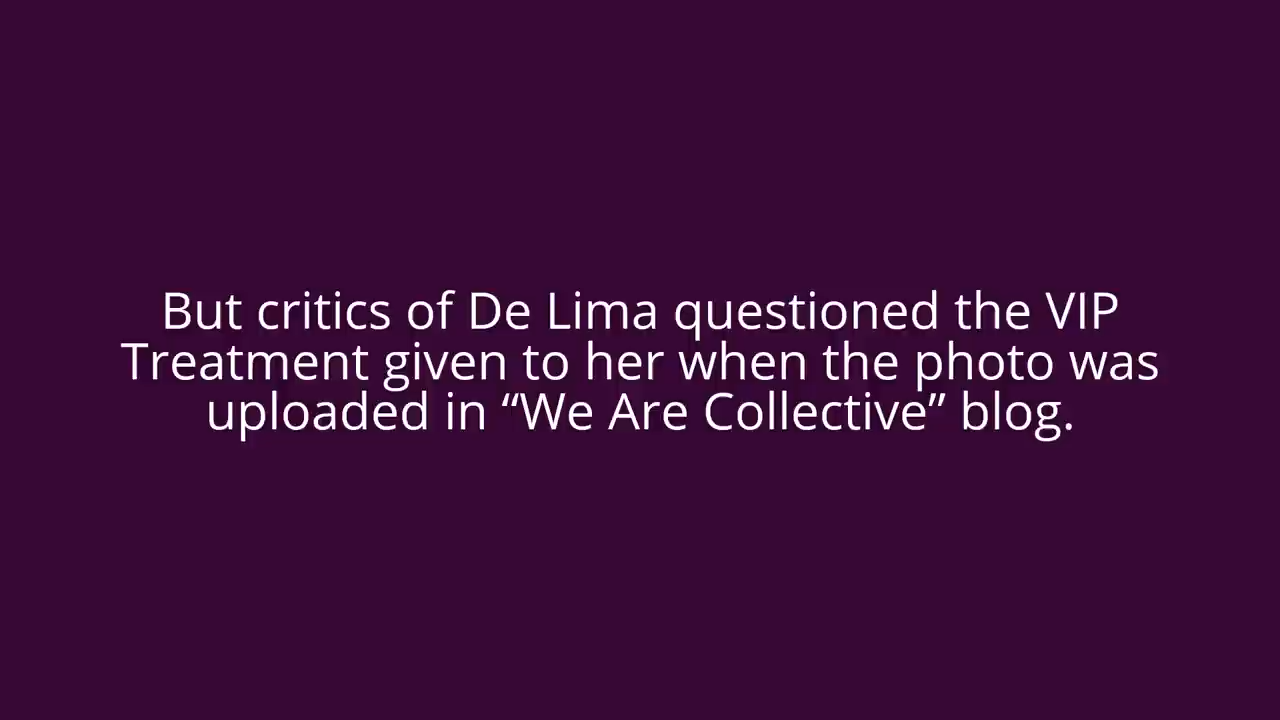 But critics of De Lima questioned the VIP
Treatment given to her when the photo was
uploaded in “We Are Collective” blog.